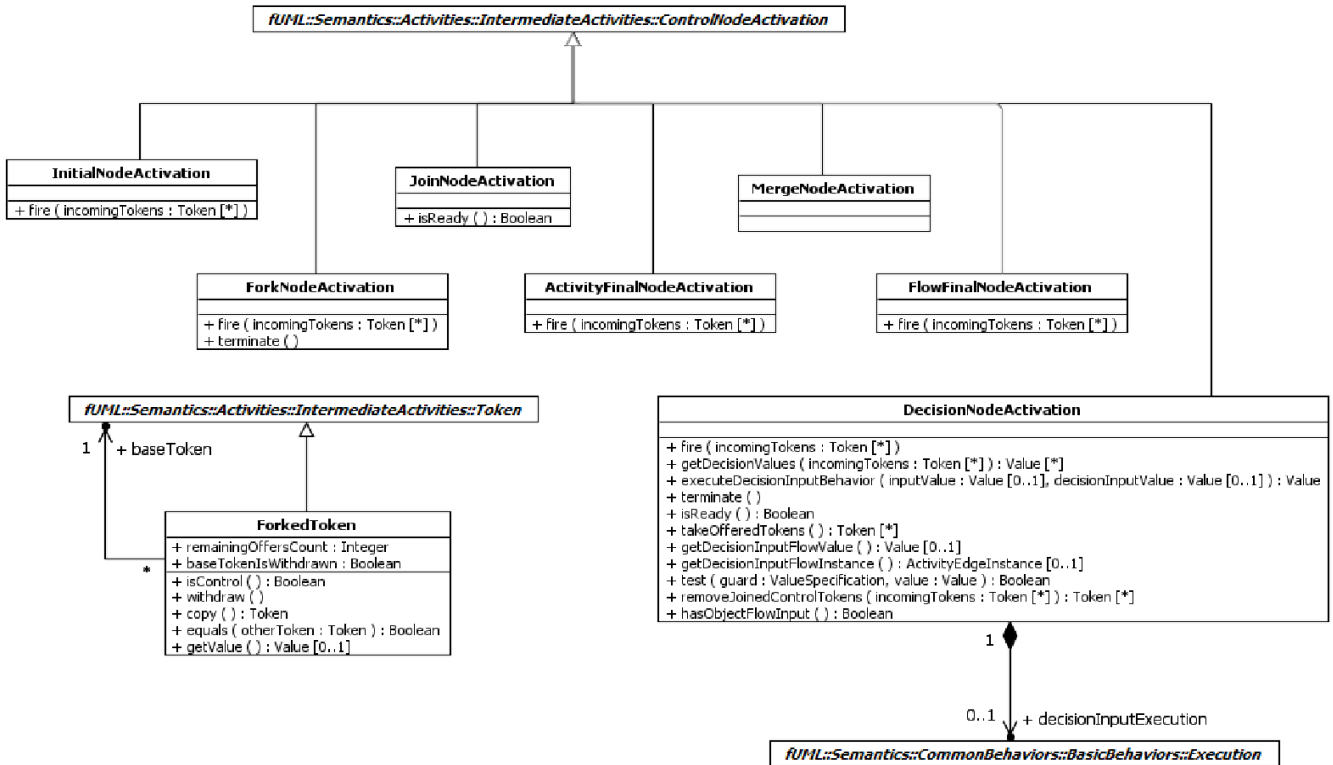 fUML::Semantics::Activities::IntermediateActivities::ControlNodeActivation
InitialNodeActivation
+ fire ( incomingTokens : Token [*] )
JoinNodeActivation
+ isReady ( ) : Boolean
MergeNodeActivation
ForkNodeActivation
+ fire ( incomingTokens : Token [*] )
+ terminate ( )
ActivityFinalNodeActivation
+ fire ( incomingTokens : Token [*] )
FlowFinalNodeActivation
+ fire ( incomingTokens : Token [*] )
fUML::Semantics::Activities::IntermediateActivities::Token
1
+ baseToken
ForkedToken
+ remainingOffersCount : Integer
+ baseTokenIsWithdrawn : Boolean
*
+ isControl ( ) : Boolean
+ withdraw ( )
+ copy ( ) : Token
+ equals ( otherToken : Token ) : Boolean
+ getValue ( ) : Value [0..1]
DecisionNodeActivation
+ fire ( incomingTokens : Token [*] )
+ getDecisionValues ( incomingTokens : Token [*] ) : Value [*]
+ executeDecisionInputBehavior ( inputValue : Value [0..1], decisionInputValue : Value [0..1] ) : Value
+ terminate ( )
+ isReady ( ) : Boolean
+ takeOfferedTokens ( ) : Token [*]
+ getDecisionInputFlowValue ( ) : Value [0..1]
+ getDecisionInputFlowInstance ( ) : ActivityEdgeInstance [0..1]
+ test ( guard : ValueSpecification, value : Value ) : Boolean
+ removeJoinedControlTokens ( incomingTokens : Token [*] ) : Token [*]
+ hasObjectFlowInput ( ) : Boolean
1
0..1
+ decisionInputExecution
fUML::Semantics::CommonBehaviors::BasicBehaviors::Execution